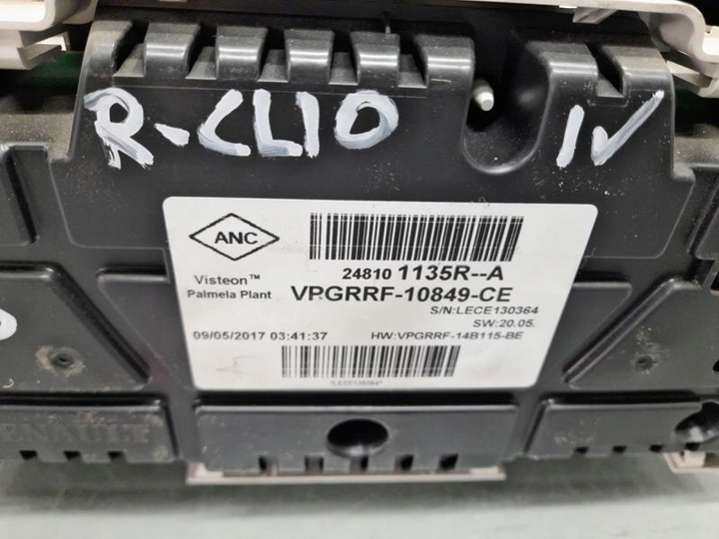 R-CLIO IV
ANC
24810 1135R--A
Visteon™
Palmela Plant
VPGRRF-10849-CE
S/N:LECE130364
SW:20.05.
09/05/2017 03:41:37
HW:VPGRRF-14B115-BE